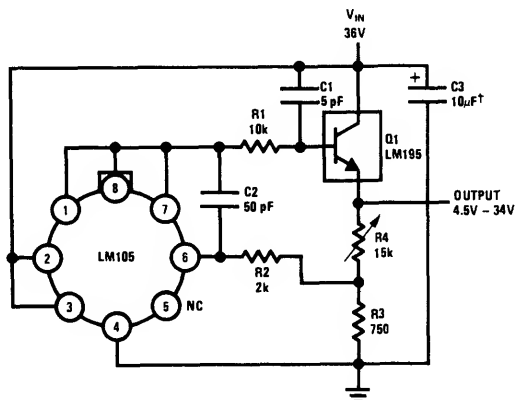 V_IN
36V
C1
5 pF
+
C3
10μF†
R1
10k
Q1
LM195
C2
50 pF
OUTPUT
4.5V – 34V
8
1
7
2
LM105
6
R2
2k
R4
15k
3
5
NC
4
R3
750